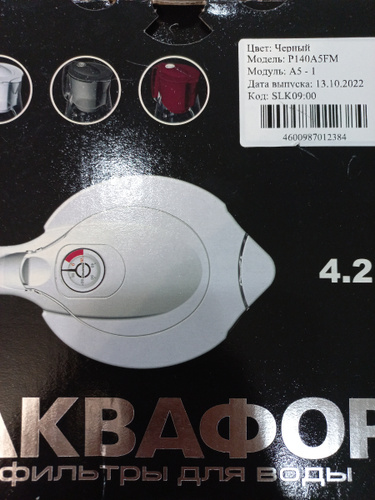 Цвет: Черный
Модель: P140A5FM
Модуль: A5 - 1
Дата выпуска: 13.10.2022
Код: SLK09:00
4600987012384
4.2
АКВАФОР
фильтры для воды